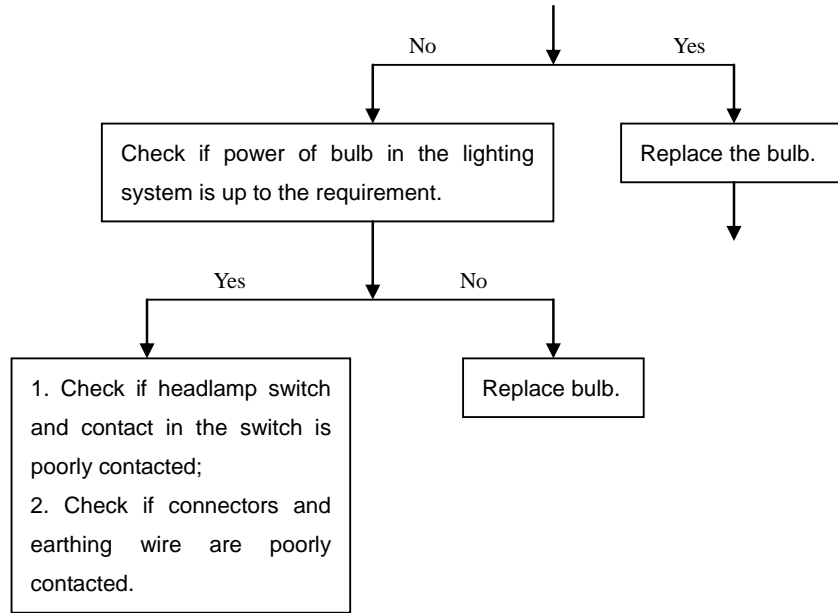 No
Yes
Check if power of bulb in the lighting
system is up to the requirement.
Replace the bulb.
Yes
No
1. Check if headlamp switch
and contact in the switch is
poorly contacted;
2. Check if connectors and
earthing wire are poorly
contacted.
Replace bulb.